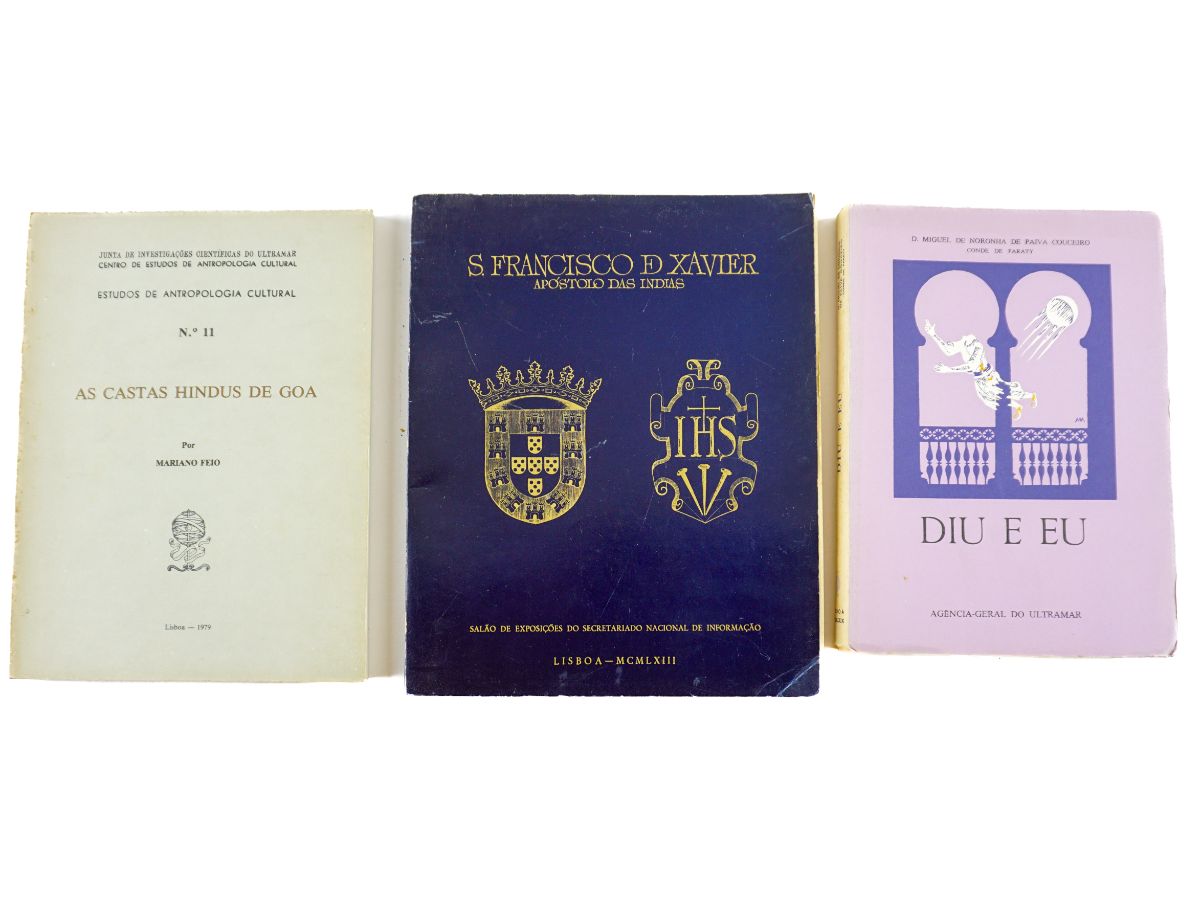 JUNTA DE INVESTIGAÇÕES CIENTÍFICAS DO ULTRAMAR
CENTRO DE ESTUDOS DE ANTROPOLOGIA CULTURAL
ESTUDOS DE ANTROPOLOGIA CULTURAL
N.º 11
AS CASTAS HINDUS DE GOA
Por
MARIANO FEIO
Lisboa — 1979
S. FRANCISCO DE XAVIER
APÓSTOLO DAS ÍNDIAS
IHS
SALÃO DE EXPOSIÇÕES DO SECRETARIADO NACIONAL DE INFORMAÇÃO
LISBOA — MCMLXIII
DIU E EU
D. MIGUEL DE NORONHA DE PAIVA COUCEIRO
CONDE DE PARATY
DIU E EU
AGÊNCIA-GERAL DO ULTRAMAR